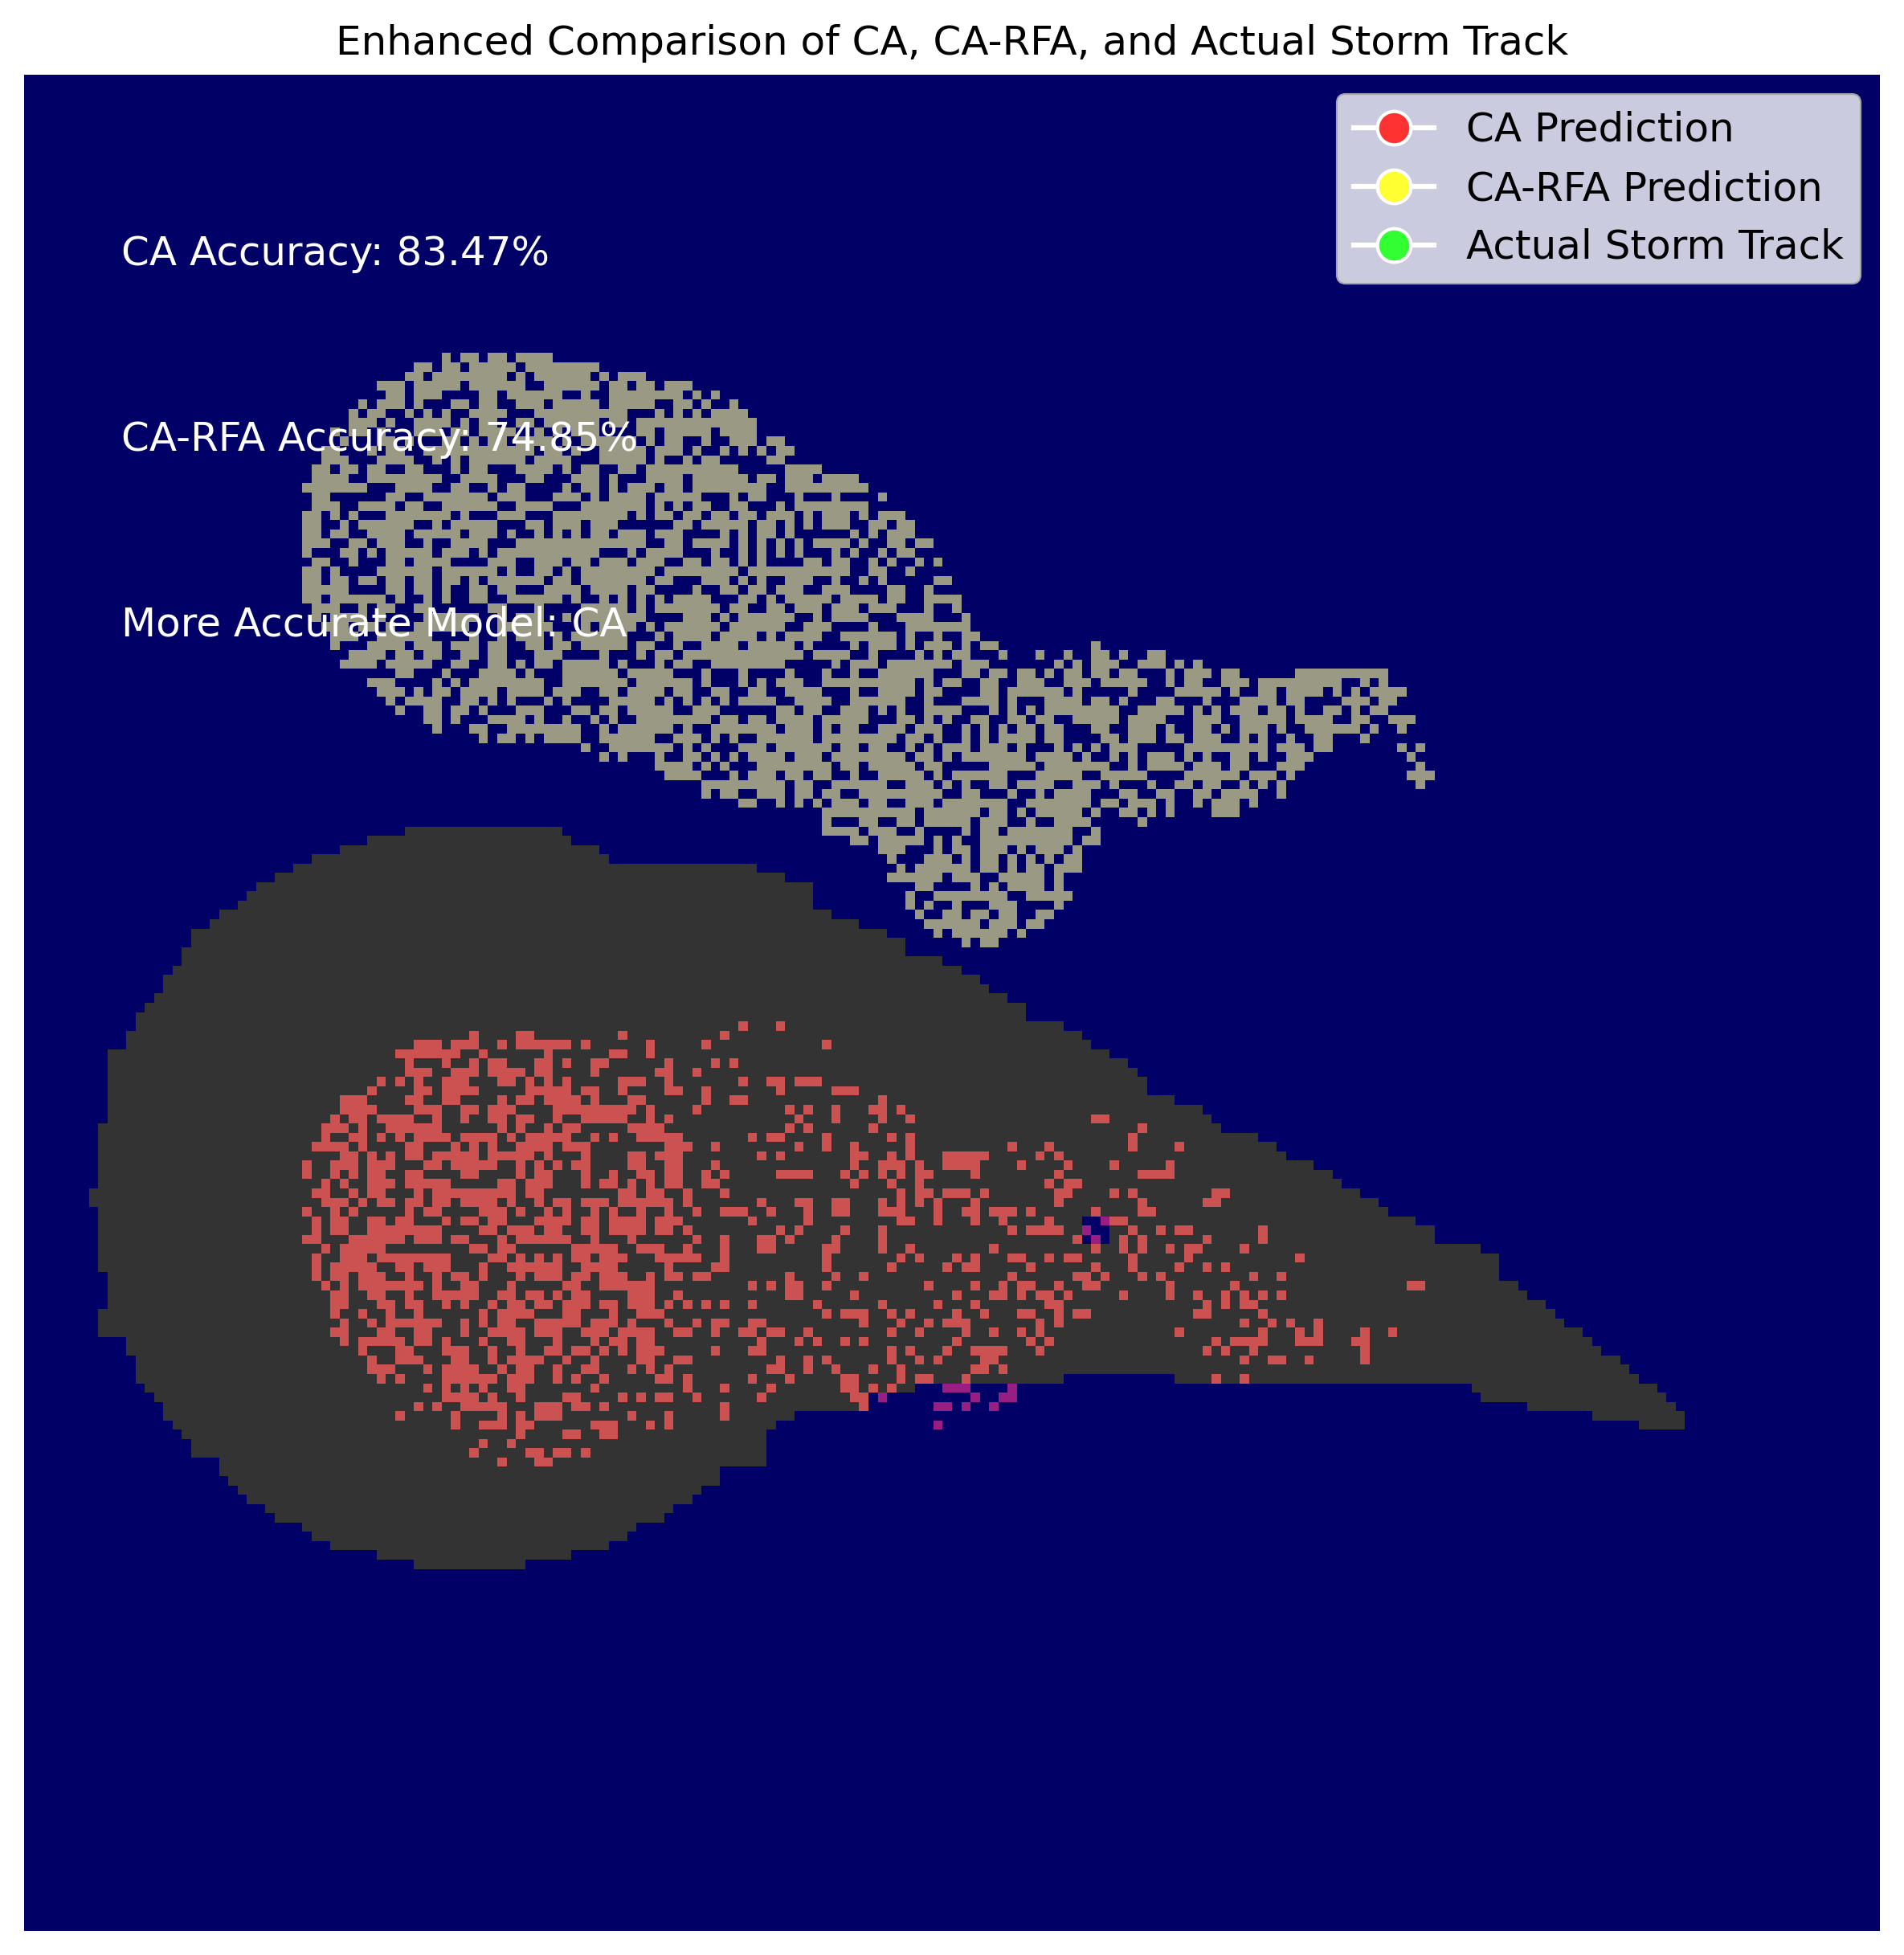 Enhanced Comparison of CA, CA-RFA, and Actual Storm Track
CA Prediction
CA-RFA Prediction
Actual Storm Track
CA Accuracy: 83.47%
CA-RFA Accuracy: 74.85%
More Accurate Model: CA